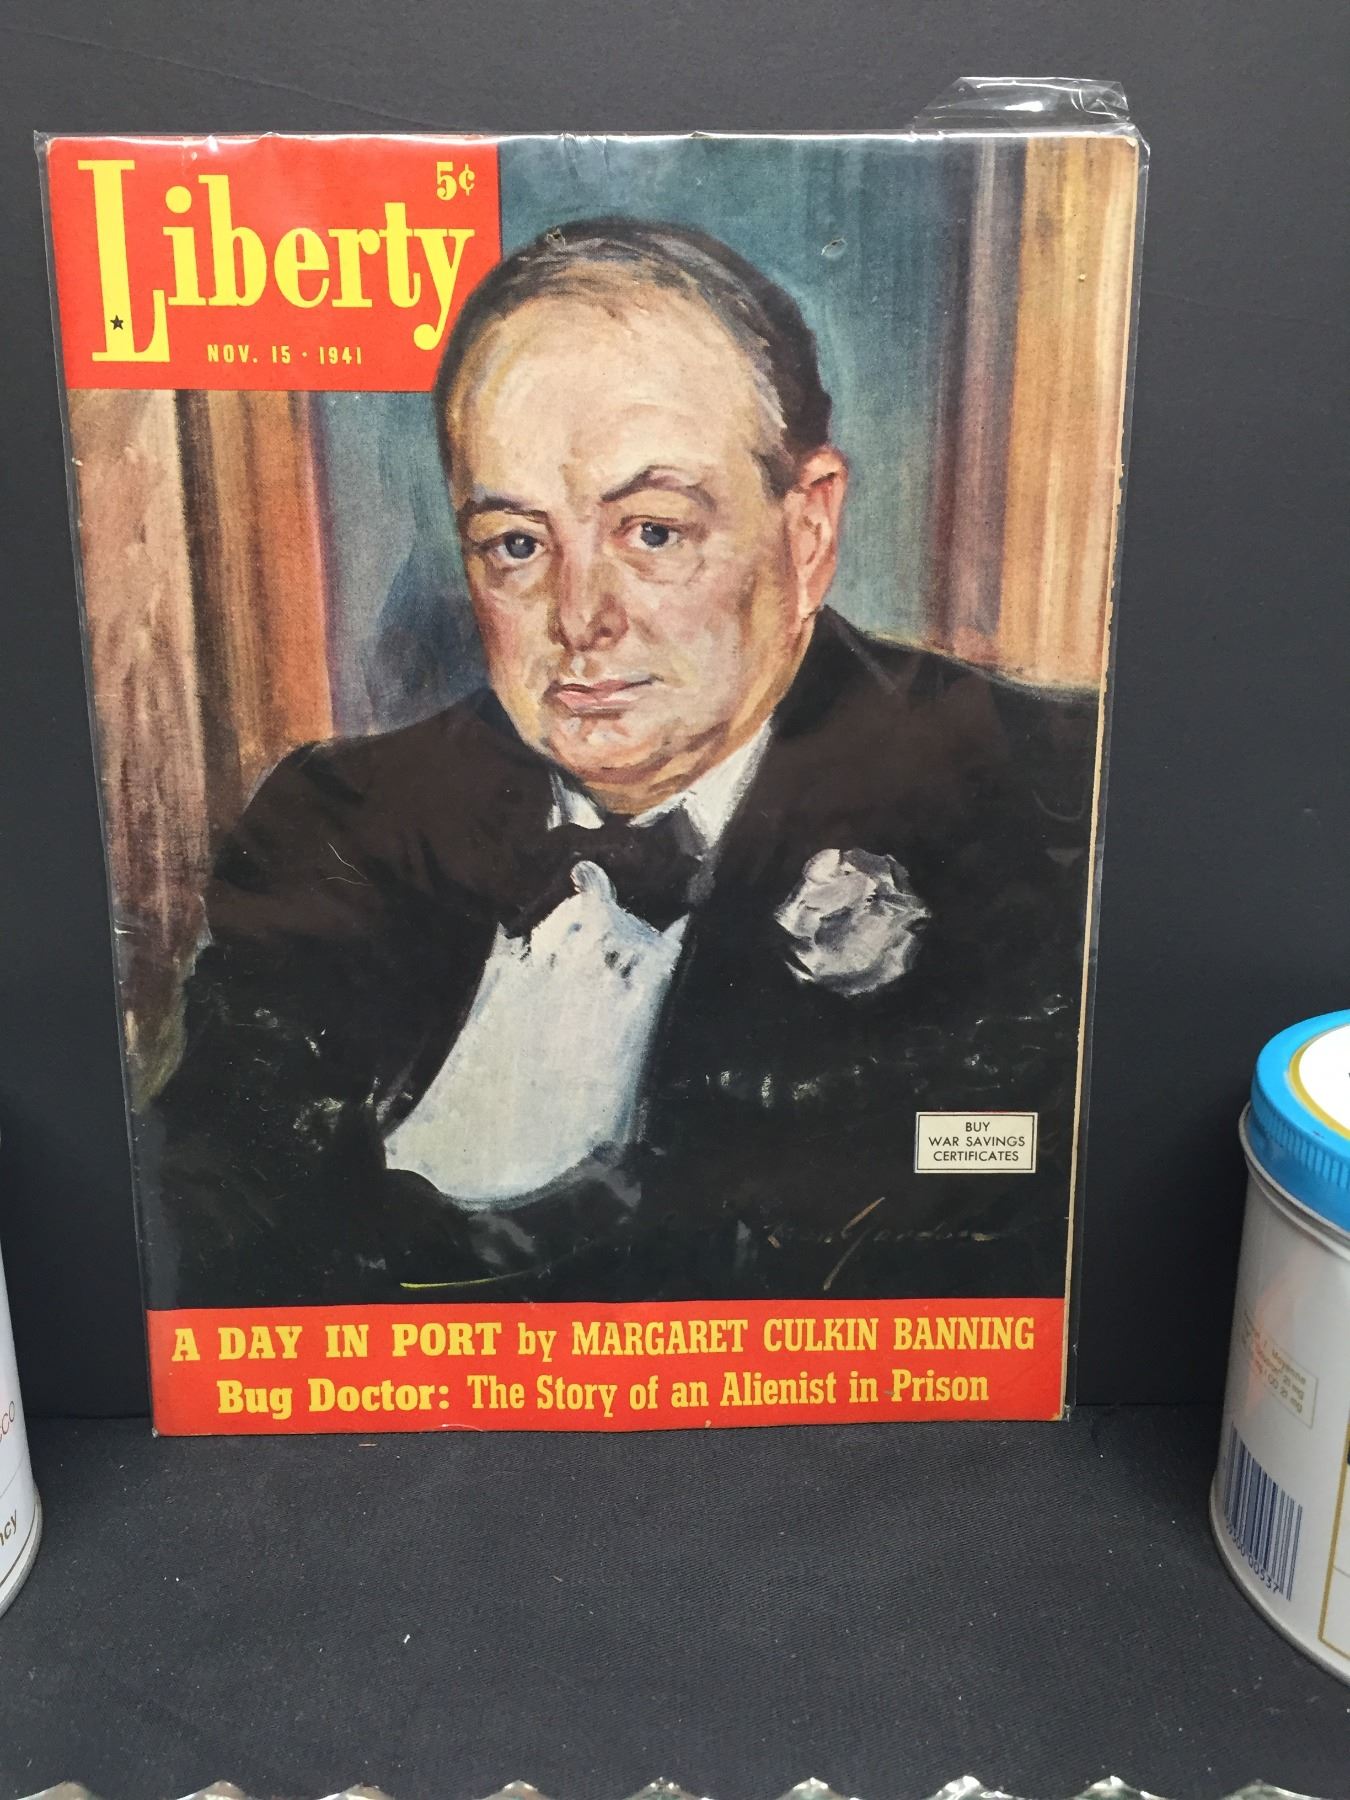 Liberty
5¢
NOV. 15 · 1941
BUY
WAR SAVINGS
CERTIFICATES
A DAY IN PORT by MARGARET CULKIN BANNING
Bug Doctor: The Story of an Alienist in Prison